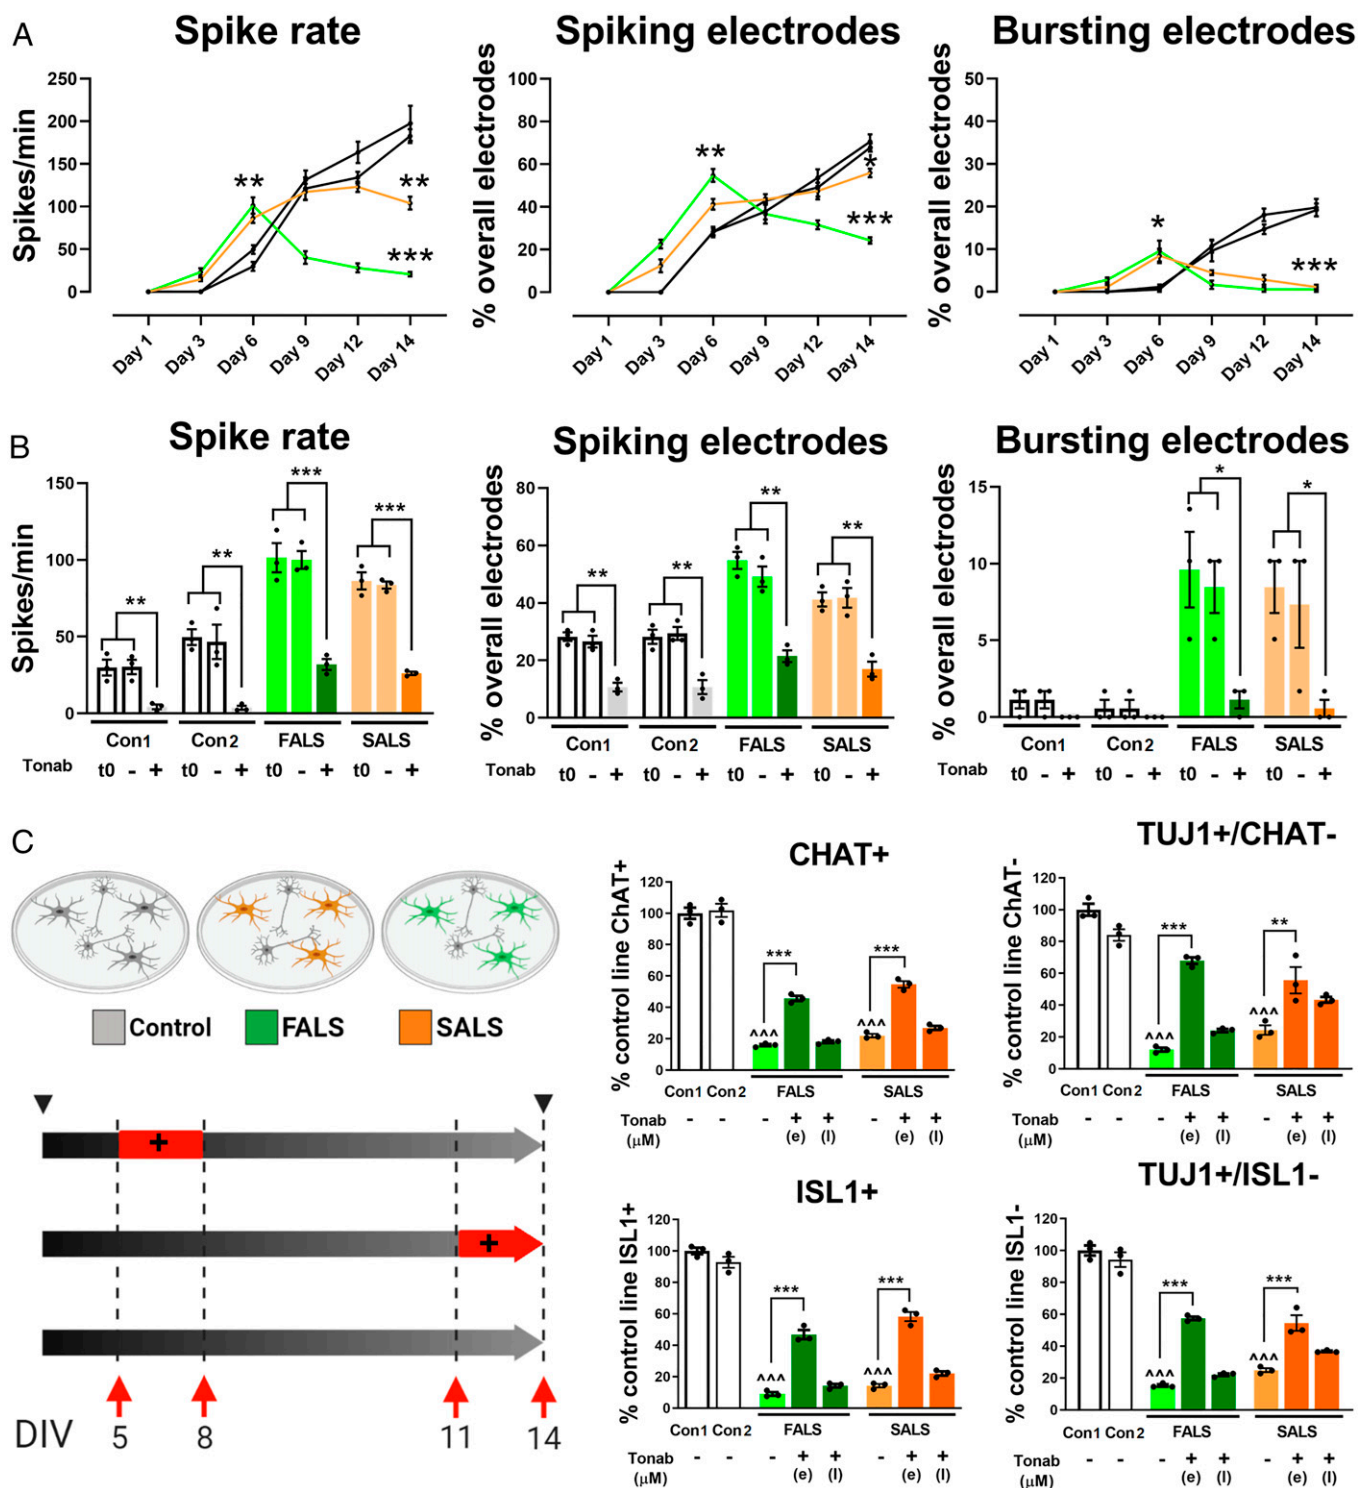 A
Spike rate
Spiking electrodes
Bursting electrodes
Spikes/min
250
200
150
100
50
0
** ** ***
Day 1 Day 3 Day 6 Day 9 Day 12 Day 14
% overall electrodes
100
80
60
40
20
0
** * ***
Day 1 Day 3 Day 6 Day 9 Day 12 Day 14
% overall electrodes
50
40
30
20
10
0
* ***
Day 1 Day 3 Day 6 Day 9 Day 12 Day 14
B
Spike rate
Spiking electrodes
Bursting electrodes
Spikes/min
150
100
50
0
** ** *** ***
Con1 Con2 FALS SALS
Tonab t0 - + t0 - + t0 - + t0 - +
% overall electrodes
80
60
40
20
0
** ** ** **
Con1 Con2 FALS SALS
Tonab t0 - + t0 - + t0 - + t0 - +
% overall electrodes
15
10
5
0
* *
Con1 Con2 FALS SALS
Tonab t0 - + t0 - + t0 - + t0 - +
C
Control FALS SALS
+
+
DIV 5 8 11 14
CHAT+
% control line ChAT+
120
100
80
60
40
20
0
^^^ *** ^^^ ***
Con1 Con2 FALS SALS
Tonab - - - + + - + +
(μM) (e) (l) (e) (l)
TUJ1+/CHAT-
% control line ChAT-
120
100
80
60
40
20
0
^^^ *** ^^^ **
Con1 Con2 FALS SALS
Tonab - - - + + - + +
(μM) (e) (l) (e) (l)
ISL1+
% control line ISL1+
120
100
80
60
40
20
0
^^^ *** ^^^ ***
Con1 Con2 FALS SALS
Tonab - - - + + - + +
(μM) (e) (l) (e) (l)
TUJ1+/ISL1-
% control line ISL1-
120
100
80
60
40
20
0
^^^ *** ^^^ ***
Con1 Con2 FALS SALS
Tonab - - - + + - + +
(μM) (e) (l) (e) (l)